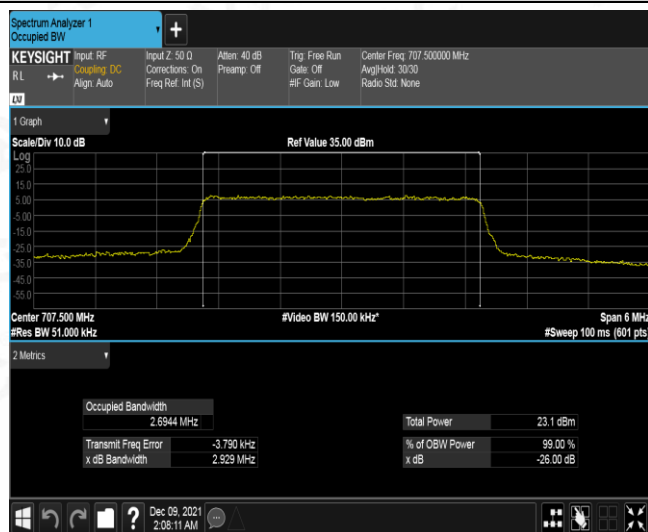 Spectrum Analyzer 1
Occupied BW
+
KEYSIGHT Input: RF Input Z: 50 Ω Atten: 40 dB Trig: Free Run Center Freq: 707.500000 MHz
RL Coupling: DC Corrections: On Preamp: Off Gate: Off Avg|Hold: 30/30
Align: Auto Freq Ref: Int (S) #IF Gain: Low Radio Std: None
LXI
1 Graph
Scale/Div 10.0 dB Ref Value 35.00 dBm
Log
25.0
15.0
5.00
-5.00
-15.0
-25.0
-35.0
-45.0
-55.0
Center 707.500 MHz #Video BW 150.00 kHz* Span 6 MHz
#Res BW 51.000 kHz #Sweep 100 ms (601 pts)
2 Metrics
Occupied Bandwidth
2.6944 MHz Total Power 23.1 dBm
Transmit Freq Error -3.790 kHz % of OBW Power 99.00 %
x dB Bandwidth 2.929 MHz x dB -26.00 dB
? Dec 09, 2021
2:08:11 AM